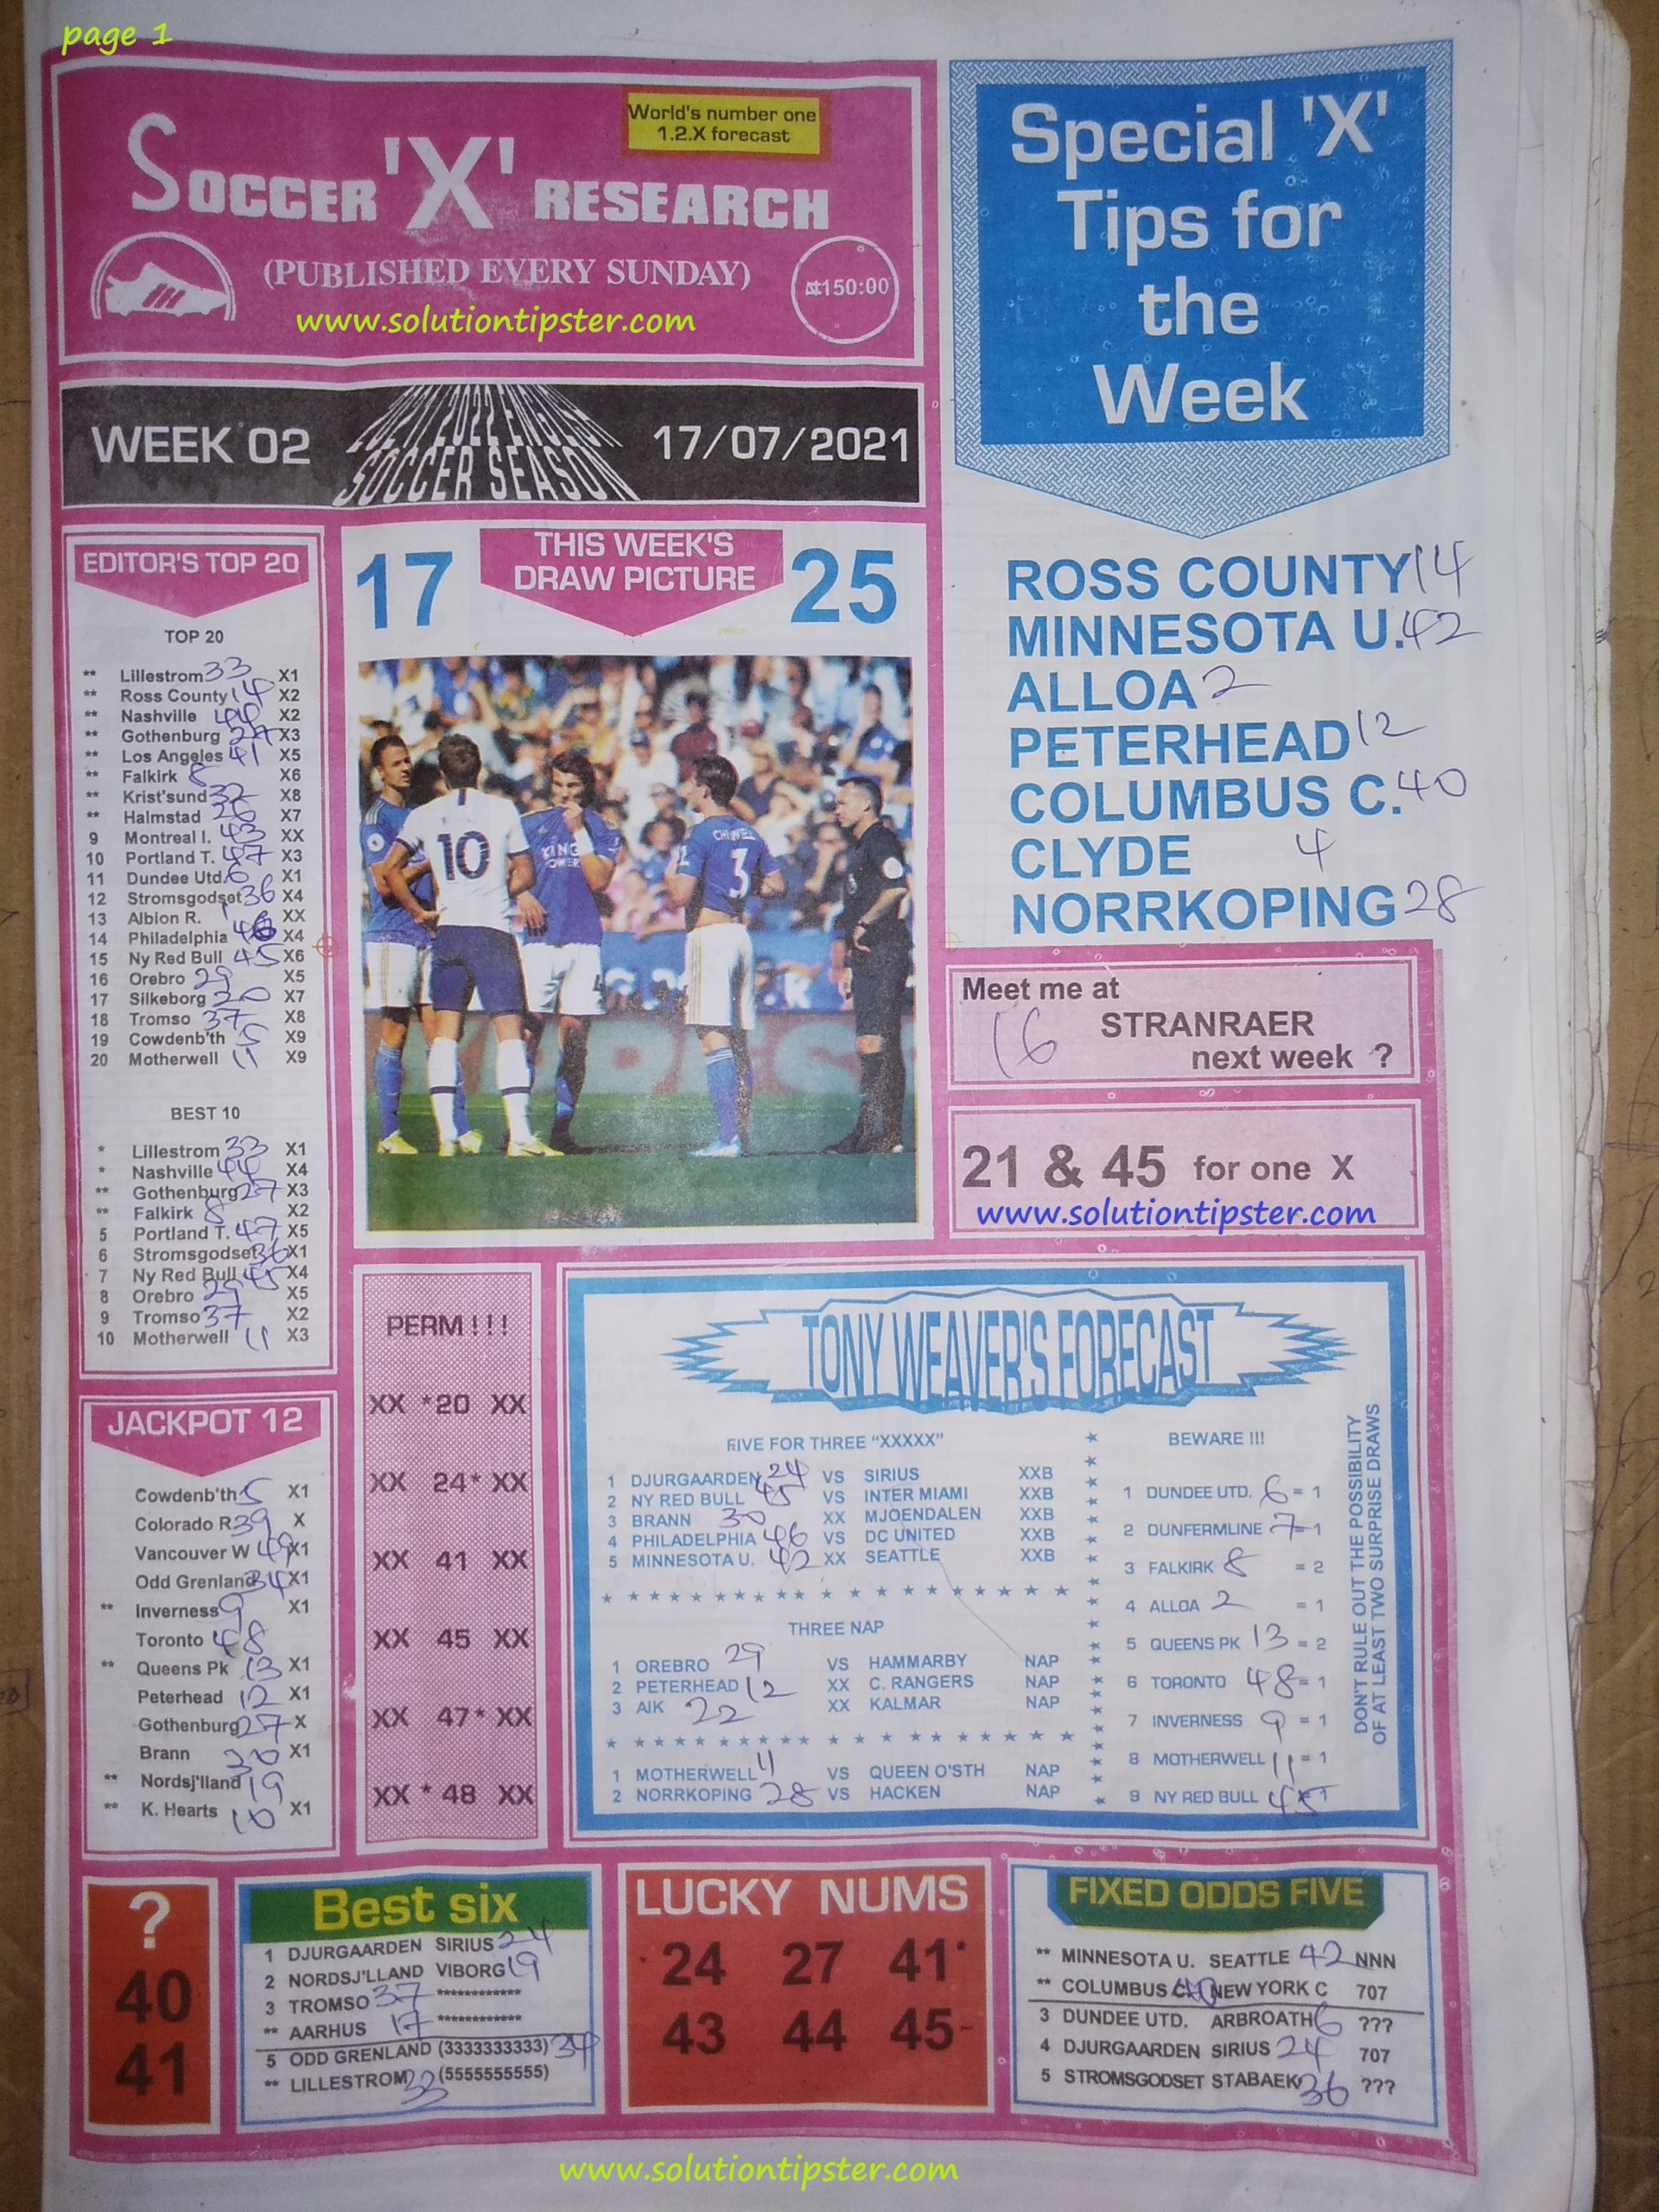 page 1
World's number one
1.2.X forecast
SOCCER 'X' RESEARCH
(PUBLISHED EVERY SUNDAY)
₦150:00
www.solutiontipster.com
WEEK 02
2021/2022 ENGLISH
SOCCER SEASON
17/07/2021
Special 'X'
Tips for
the
Week
ROSS COUNTY 14
MINNESOTA U. 42
ALLOA 2
PETERHEAD 12
COLUMBUS C. 40
CLYDE 4
NORRKOPING 28
Meet me at
16 STRANRAER
next week ?
21 & 45 for one X
www.solutiontipster.com
EDITOR'S TOP 20
TOP 20
** Lillestrom 33 X1
** Ross County 14 X2
** Nashville 44 X2
** Gothenburg 27 X3
** Los Angeles 41 X5
** Falkirk 8 X6
** Krist'sund 32 X8
** Halmstad 26 X7
9 Montreal I. 43 XX
10 Portland T. 47 X3
11 Dundee Utd. 6 X1
12 Stromsgodset 36 X4
13 Albion R. 1 XX
14 Philadelphia 46 X4
15 Ny Red Bull 45 X6
16 Orebro 29 X5
17 Silkeborg 20 X7
18 Tromso 37 X8
19 Cowdenb'th 5 X9
20 Motherwell 11 X9
BEST 10
* Lillestrom 33 X1
* Nashville 44 X4
** Gothenburg 27 X3
** Falkirk 8 X2
5 Portland T. 47 X5
6 Stromsgodset 36 X1
7 Ny Red Bull 45 X4
8 Orebro 29 X5
9 Tromso 37 X2
10 Motherwell 11 X3
17
THIS WEEK'S
DRAW PICTURE
25
10
KING
POWER
CHILWELL
3
JACKPOT 12
Cowdenb'th 5 X1
Colorado R 39 X
Vancouver W 49 X1
Odd Grenland 34 X1
** Inverness 9 X1
Toronto 48
** Queens Pk 13 X1
Peterhead 12 X1
Gothenburg 27 X
Brann 30 X1
** Nordsj'lland 19
** K. Hearts 10 X1
PERM !!!
XX *20 XX
XX 24* XX
XX 41 XX
XX 45 XX
XX 47* XX
XX * 48 XX
TONY WEAVER'S FORECAST
FIVE FOR THREE "XXXXX"
1 DJURGAARDEN 24 VS SIRIUS XXB
2 NY RED BULL 45 VS INTER MIAMI XXB
3 BRANN 30 XX MJOENDALEN XXB
4 PHILADELPHIA 46 VS DC UNITED XXB
5 MINNESOTA U. 42 XX SEATTLE XXB
THREE NAP
1 OREBRO 29 VS HAMMARBY NAP
2 PETERHEAD 12 XX C. RANGERS NAP
3 AIK 22 XX KALMAR NAP
1 MOTHERWELL 11 VS QUEEN O'STH NAP
2 NORRKOPING 28 VS HACKEN NAP
BEWARE !!!
1 DUNDEE UTD. 6 = 1
2 DUNFERMLINE 7 = 1
3 FALKIRK 8 = 2
4 ALLOA 2 = 1
5 QUEENS PK 13 = 2
6 TORONTO 48 = 1
7 INVERNESS 9 = 1
8 MOTHERWELL 11 = 1
9 NY RED BULL 45 = 1
DON'T RULE OUT THE POSSIBILITY
OF AT LEAST TWO SURPRISE DRAWS
?
40
41
Best six
1 DJURGAARDEN SIRIUS 24
2 NORDSJ'LLAND VIBORG 19
3 TROMSO 37 ************
** AARHUS 17 ************
5 ODD GRENLAND (3333333333) 34
** LILLESTROM 33 (5555555555)
LUCKY NUMS
24 27 41
43 44 45
FIXED ODDS FIVE
** MINNESOTA U. SEATTLE 42 NNN
** COLUMBUS C. 40 NEW YORK C 707
3 DUNDEE UTD. ARBROATH 6 ???
4 DJURGAARDEN SIRIUS 24 707
5 STROMSGODSET STABAEK 36 ???
www.solutiontipster.com